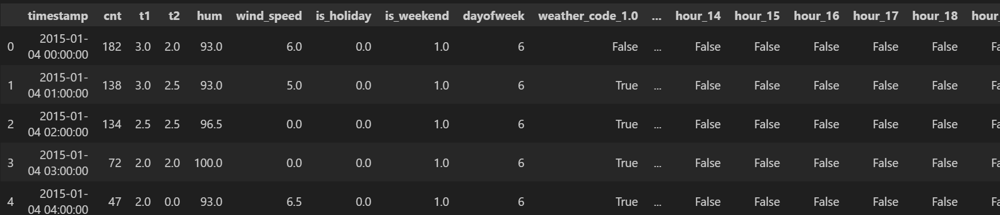 timestamp cnt t1 t2 hum wind_speed is_holiday is_weekend dayofweek weather_code_1.0 ... hour_14 hour_15 hour_16 hour_17 hour_18 hour_
0 2015-01-04 00:00:00 182 3.0 2.0 93.0 6.0 0.0 1.0 6 False ... False False False False False Fa
1 2015-01-04 01:00:00 138 3.0 2.5 93.0 5.0 0.0 1.0 6 True ... False False False False False Fa
2 2015-01-04 02:00:00 134 2.5 2.5 96.5 0.0 0.0 1.0 6 True ... False False False False False Fa
3 2015-01-04 03:00:00 72 2.0 2.0 100.0 0.0 0.0 1.0 6 True ... False False False False False Fa
4 2015-01-04 04:00:00 47 2.0 0.0 93.0 6.5 0.0 1.0 6 True ... False False False False False Fa